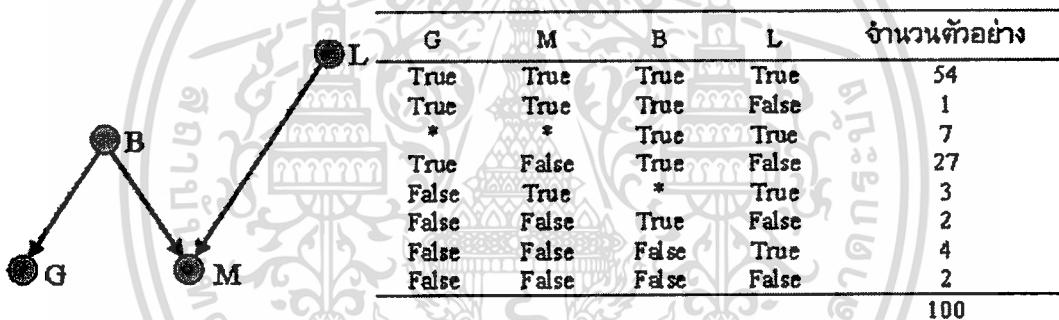 G M B L จำนวนตัวอย่าง
True True True True 54
True True True False 1
* * True True 7
True False True False 27
False True * True 3
False False True False 2
False False False True 4
False False False False 2
100
L
B
G
M